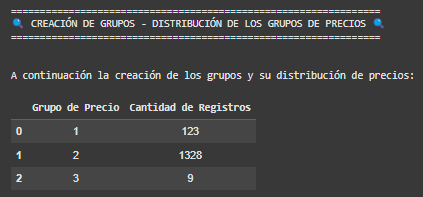 ================================================================
🔍 CREACIÓN DE GRUPOS - DISTRIBUCIÓN DE LOS GRUPOS DE PRECIOS 🔍
================================================================
A continuación la creación de los grupos y su distribución de precios:
Grupo de Precio Cantidad de Registros
0 1 123
1 2 1328
2 3 9